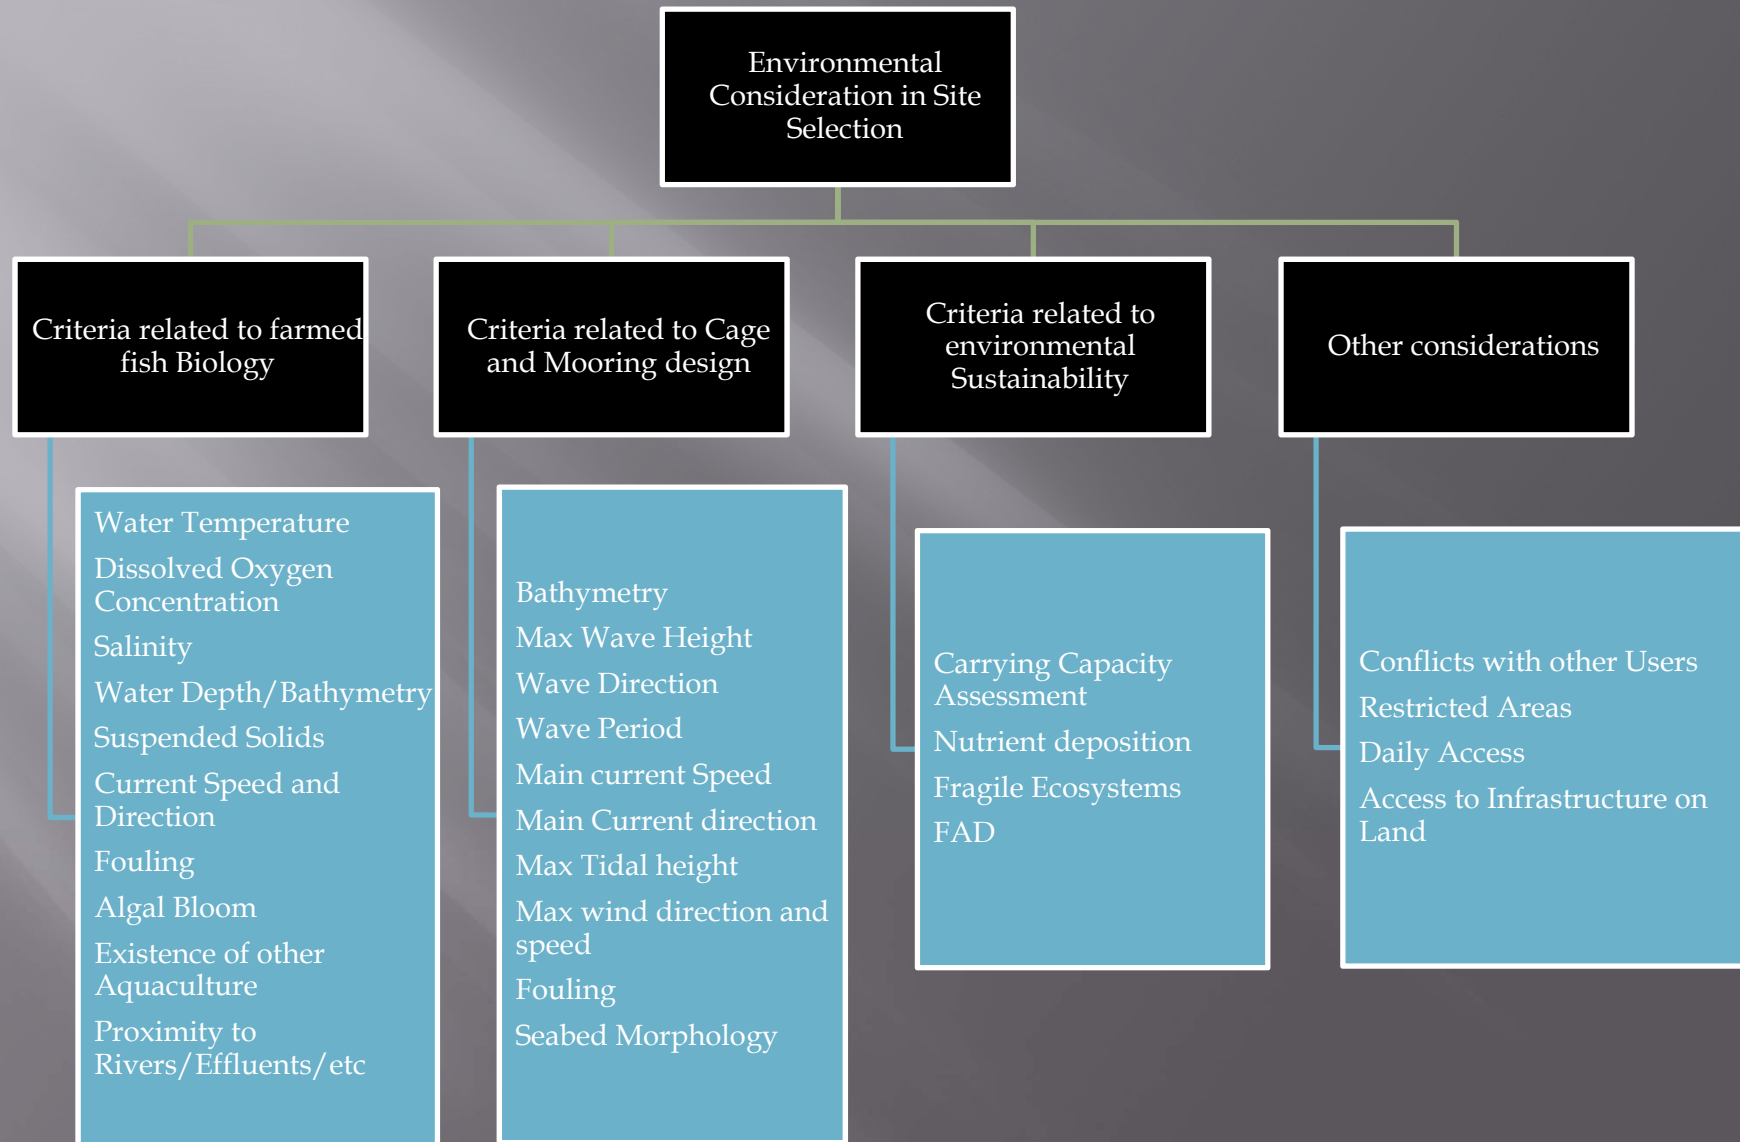 Environmental
Consideration in Site
Selection
Criteria related to farmed
fish Biology
Criteria related to Cage
and Mooring design
Criteria related to
environmental
Sustainability
Other considerations
Water Temperature
Dissolved Oxygen
Concentration
Salinity
Water Depth/Bathymetry
Suspended Solids
Current Speed and
Direction
Fouling
Algal Bloom
Existence of other
Aquaculture
Proximity to
Rivers/Effluents/etc
Bathymetry
Max Wave Height
Wave Direction
Wave Period
Main current Speed
Main Current direction
Max Tidal height
Max wind direction and
speed
Fouling
Seabed Morphology
Carrying Capacity
Assessment
Nutrient deposition
Fragile Ecosystems
FAD
Conflicts with other Users
Restricted Areas
Daily Access
Access to Infrastructure on
Land